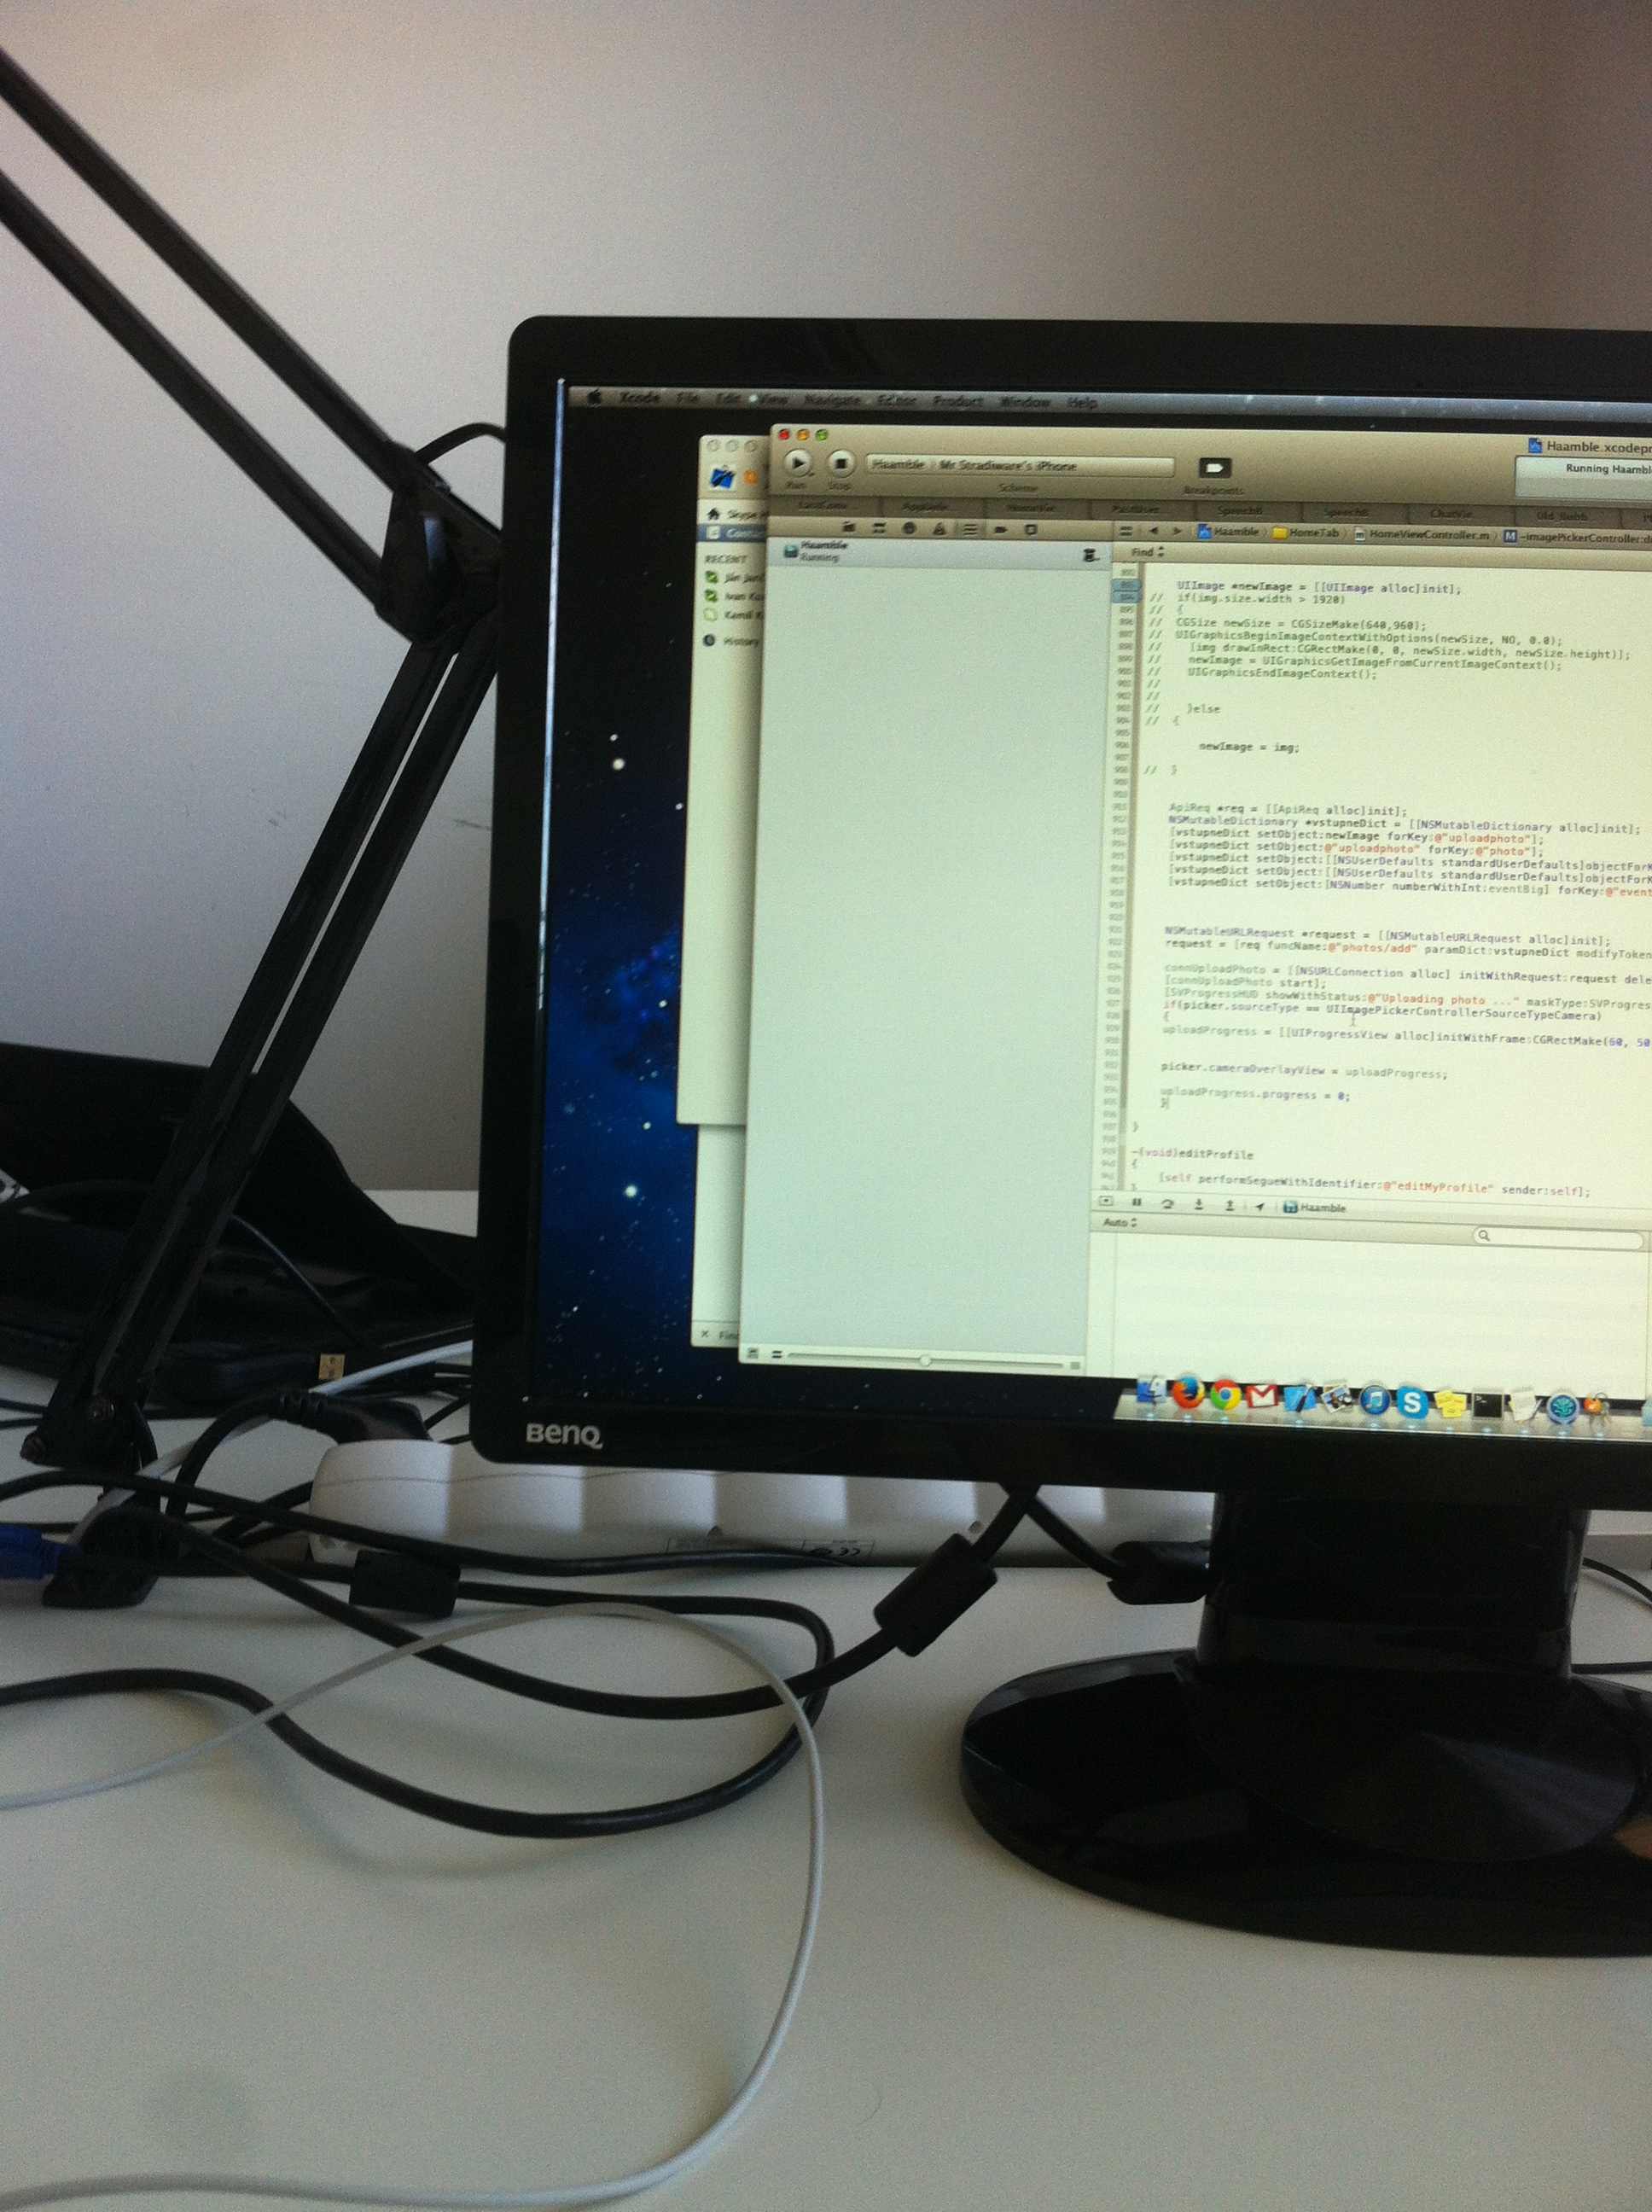 Xcode File Edit View Navigate Editor Product Window Help
Haamble.xcodepr
Running Haambl
Haamble Mr Stradiware's iPhone
Run Stop Scheme Breakpoints
Haamble HomeTab HomeViewController.m M -imagePickerController:di
Haamble
Running
Find
RECENT
History
UIImage *newImage = [[UIImage alloc]init];
// if(img.size.width > 1920)
// {
// CGSize newSize = CGSizeMake(640,960);
// UIGraphicsBeginImageContextWithOptions(newSize, NO, 0.0);
// [img drawInRect:CGRectMake(0, 0, newSize.width, newSize.height)];
// newImage = UIGraphicsGetImageFromCurrentImageContext();
// UIGraphicsEndImageContext();
//
//
// }else
// {
newImage = img;
// }
ApiReq *req = [[ApiReq alloc]init];
NSMutableDictionary *vstupneDict = [[NSMutableDictionary alloc]init];
[vstupneDict setObject:newImage forKey:@"uploadphoto"];
[vstupneDict setObject:@"uploadphoto" forKey:@"photo"];
[vstupneDict setObject:[[NSUserDefaults standardUserDefaults]objectForK
[vstupneDict setObject:[[NSUserDefaults standardUserDefaults]objectForK
[vstupneDict setObject:[NSNumber numberWithInt:eventBig] forKey:@"event
NSMutableURLRequest *request = [[NSMutableURLRequest alloc]init];
request = [req funcName:@"photos/add" paramDict:vstupneDict modifyToken
connUploadPhoto = [[NSURLConnection alloc] initWithRequest:request dele
[connUploadPhoto start];
[SVProgressHUD showWithStatus:@"Uploading photo ..." maskType:SVProgres
if(picker.sourceType == UIImagePickerControllerSourceTypeCamera)
{
uploadProgress = [[UIProgressView alloc]initWithFrame:CGRectMake(60, 50
picker.cameraOverlayView = uploadProgress;
uploadProgress.progress = 0;
}
}
-(void)editProfile
{
[self performSegueWithIdentifier:@"editMyProfile" sender:self];
Haamble
Auto
BenQ